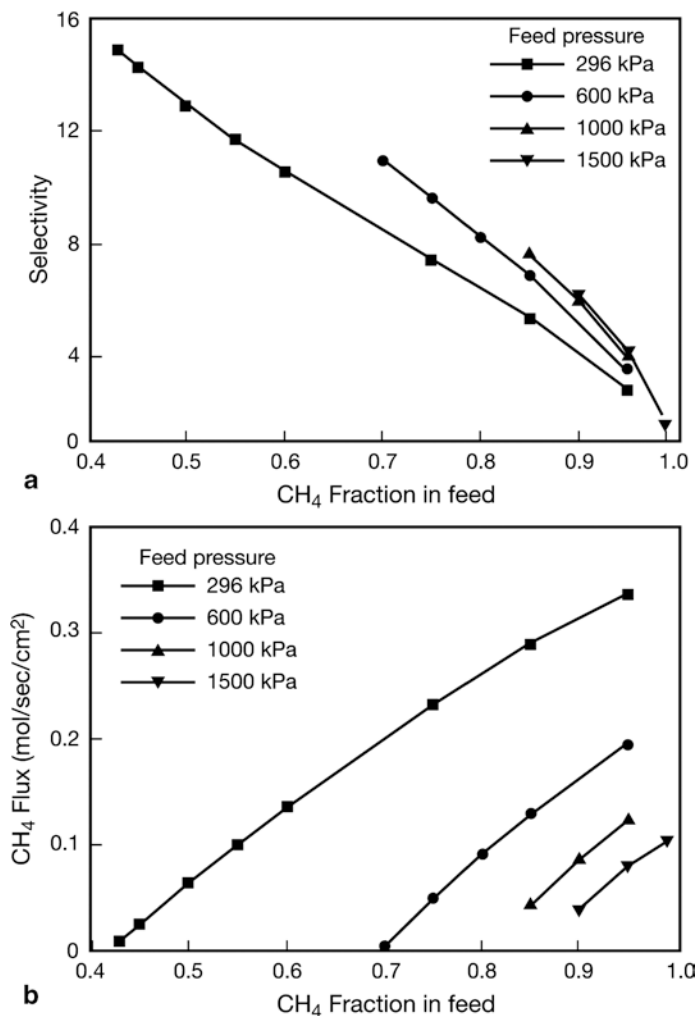 16
12
8
4
0
Selectivity
Feed pressure
296 kPa
600 kPa
1000 kPa
1500 kPa
0.4 0.5 0.6 0.7 0.8 0.9 1.0
a
CH4 Fraction in feed
0.4
0.3
0.2
0.1
0
CH4 Flux (mol/sec/cm²)
Feed pressure
296 kPa
600 kPa
1000 kPa
1500 kPa
0.4 0.5 0.6 0.7 0.8 0.9 1.0
b
CH4 Fraction in feed